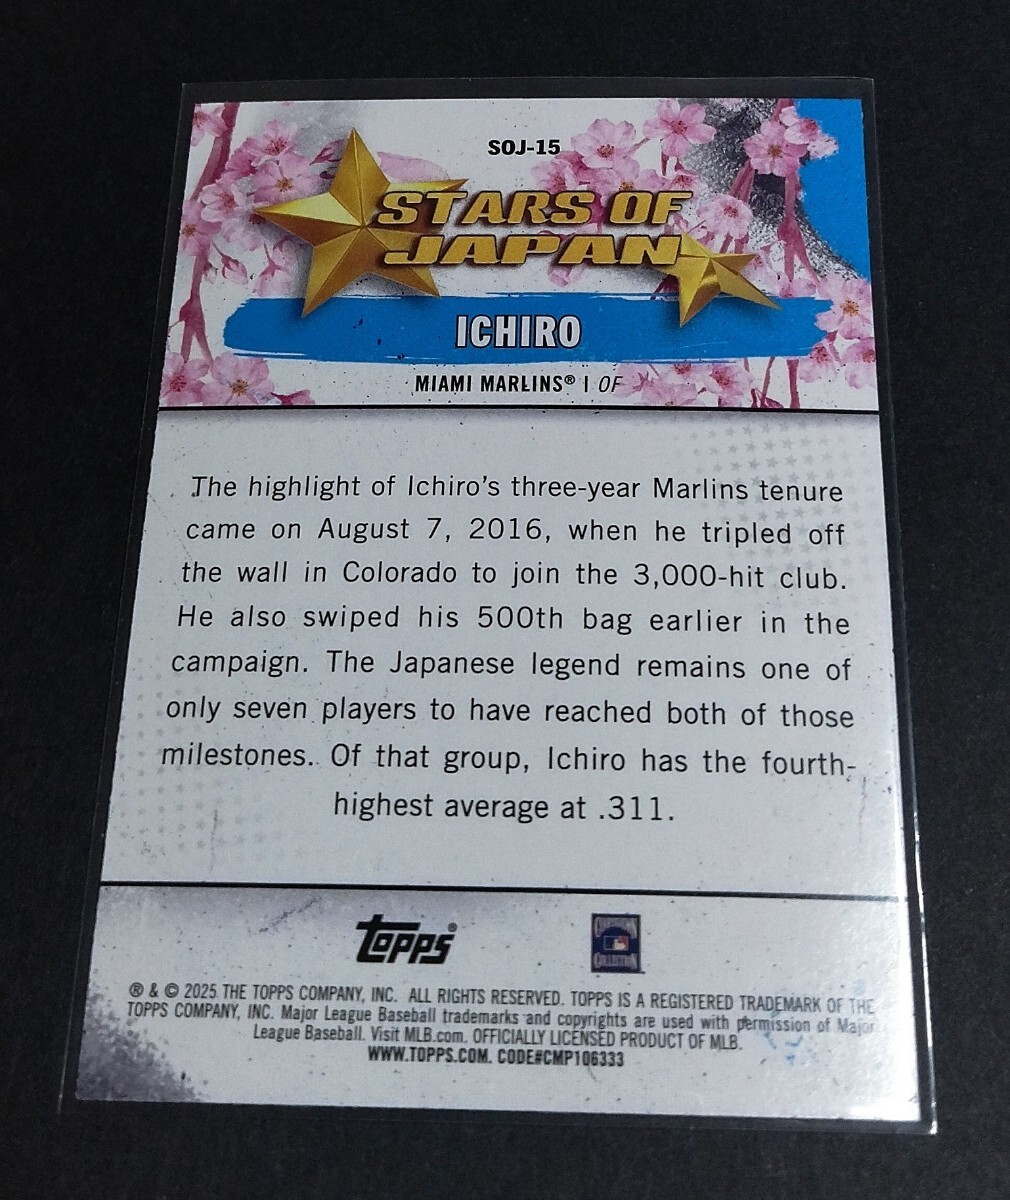 SOJ-15
STARS OF
JAPAN
ICHIRO
MIAMI MARLINS® | OF
The highlight of Ichiro's three-year Marlins tenure
came on August 7, 2016, when he tripled off
the wall in Colorado to join the 3,000-hit club.
He also swiped his 500th bag earlier in the
campaign. The Japanese legend remains one of
only seven players to have reached both of those
milestones. Of that group, Ichiro has the fourth-
highest average at .311.
topps®
COLLECTION
® & © 2025 THE TOPPS COMPANY, INC. ALL RIGHTS RESERVED. TOPPS IS A REGISTERED TRADEMARK OF THE
TOPPS COMPANY, INC. Major League Baseball trademarks and copyrights are used with permission of Major
League Baseball. Visit MLB.com. OFFICIALLY LICENSED PRODUCT OF MLB.
WWW.TOPPS.COM. CODE#CMP106333